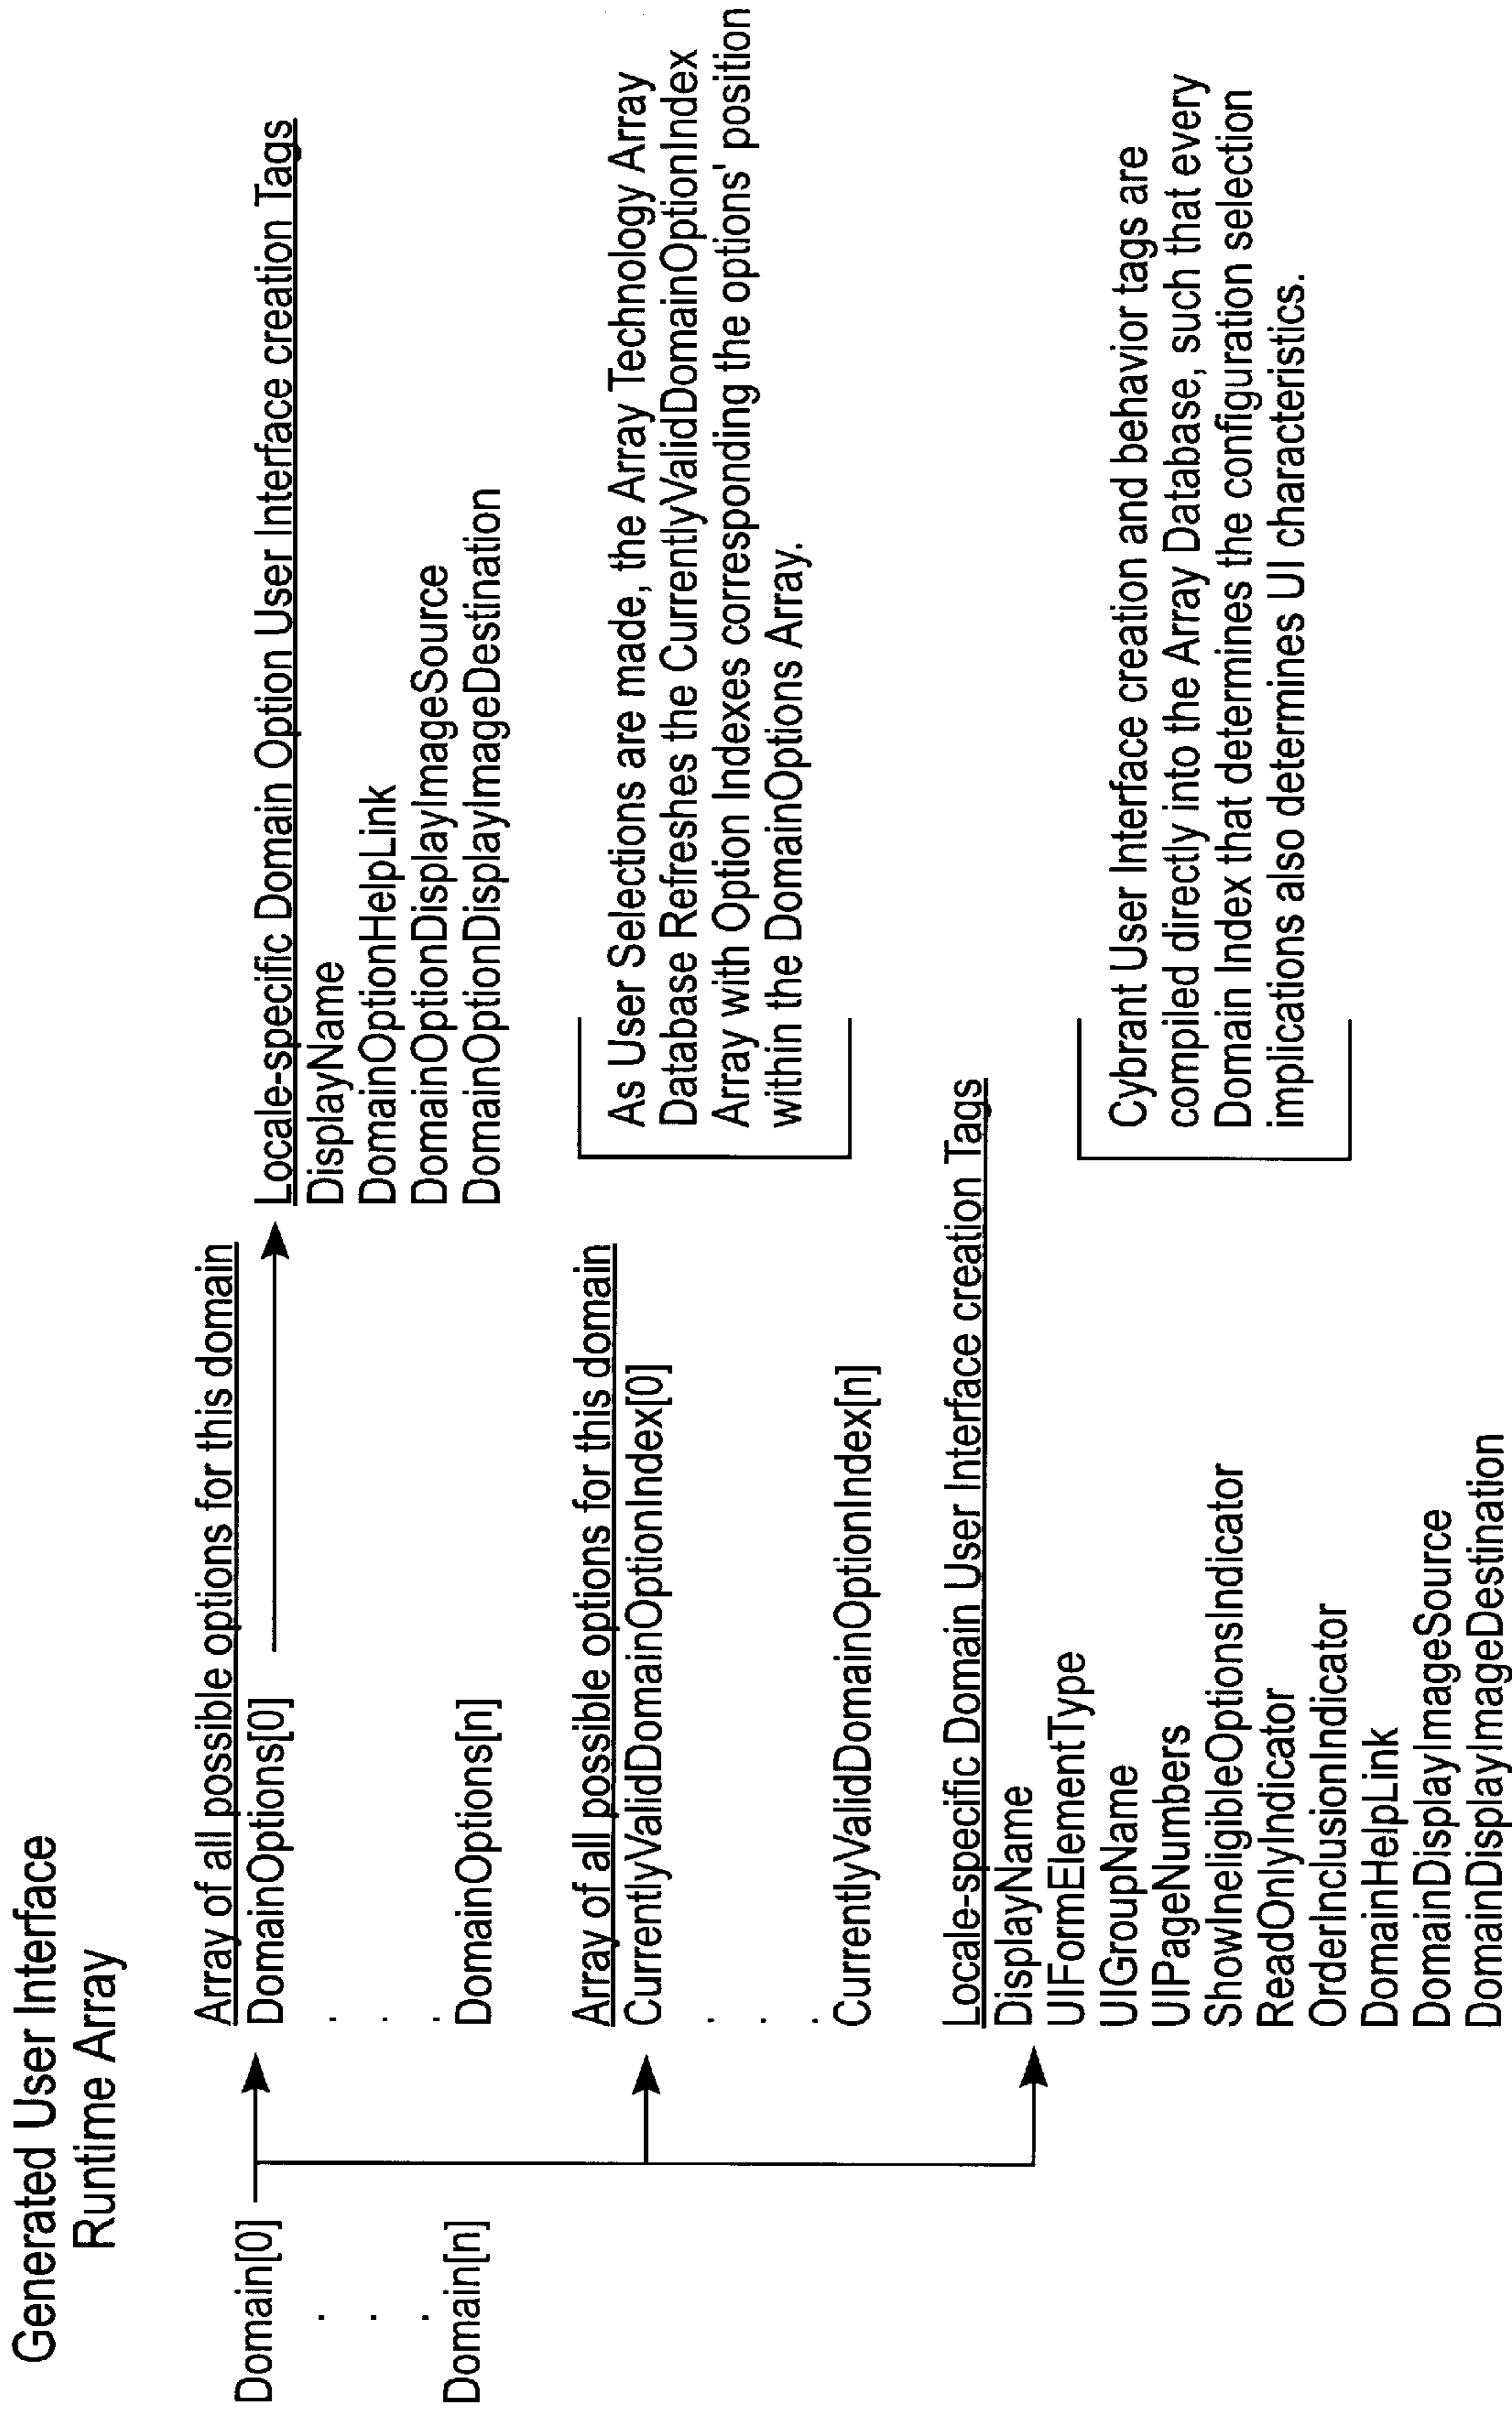 Generated User Interface
Runtime Array
Domain[0]
.
.
.
Domain[n]
Array of all possible options for this domain
DomainOptions[0]
.
.
.
DomainOptions[n]
Locale-specific Domain Option User Interface creation Tags
DisplayName
DomainOptionHelpLink
DomainOptionDisplayImageSource
DomainOptionDisplayImageDestination
Array of all possible options for this domain
CurrentlyValidDomainOptionIndex[0]
.
.
.
CurrentlyValidDomainOptionIndex[n]
As User Selections are made, the Array Technology Array
Database Refreshes the CurrentlyValidDomainOptionIndex
Array with Option Indexes corresponding the options' position
within the DomainOptions Array.
Locale-specific Domain User Interface creation Tags
DisplayName
UIFormElementType
UIGroupName
UIPageNumbers
ShowIneligibleOptionsIndicator
ReadOnlyIndicator
OrderInclusionIndicator
DomainHelpLink
DomainDisplayImageSource
DomainDisplayImageDestination
Cybrant User Interface creation and behavior tags are
compiled directly into the Array Database, such that every
Domain Index that determines the configuration selection
implications also determines UI characteristics.